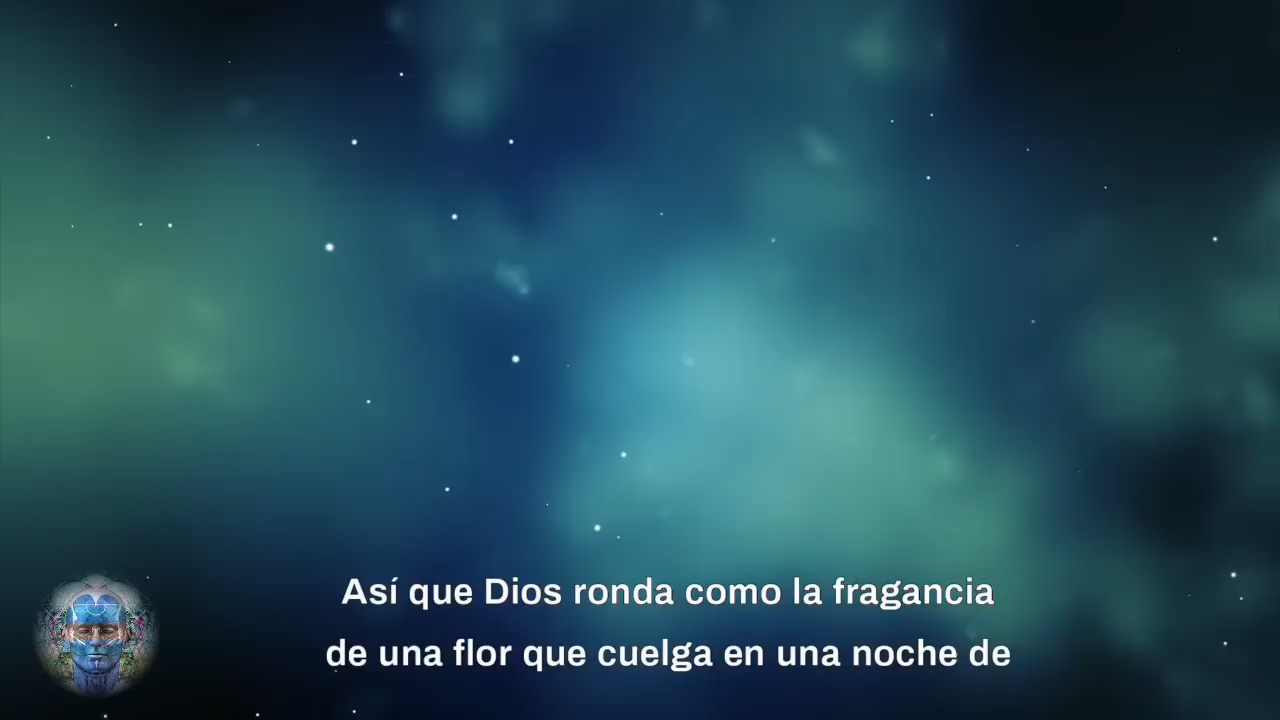 Así que Dios ronda como la fragancia
de una flor que cuelga en una noche de